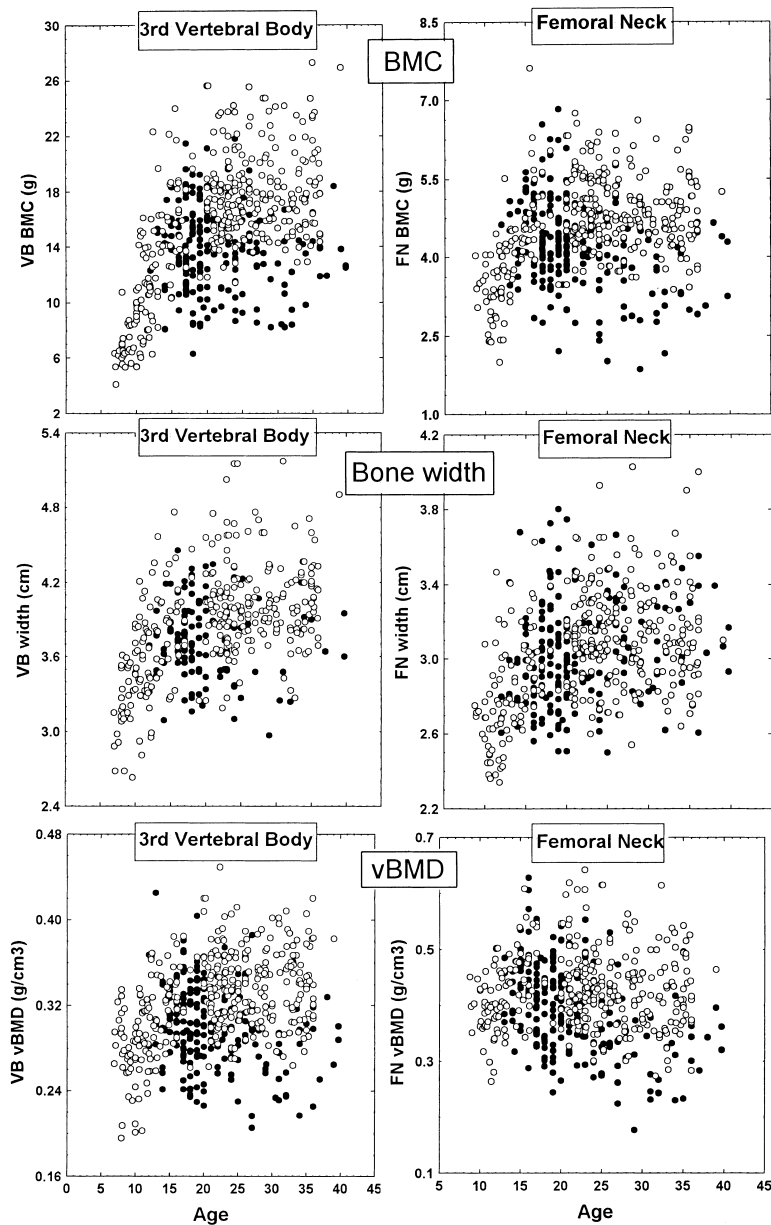 3rd Vertebral Body
Femoral Neck
BMC
30
26
22
18
14
10
6
2
VB BMC (g)
8.5
7.0
5.5
4.0
2.5
1.0
FN BMC (g)
3rd Vertebral Body
Femoral Neck
Bone width
5.4
4.8
4.2
3.6
3.0
2.4
VB width (cm)
4.2
3.8
3.4
3.0
2.6
2.2
FN width (cm)
3rd Vertebral Body
Femoral Neck
vBMD
0.48
0.40
0.32
0.24
0.16
VB vBMD (g/cm3)
0.7
0.5
0.3
0.1
FN vBMD (g/cm3)
0 5 10 15 20 25 30 35 40 45
Age
5 10 15 20 25 30 35 40 45
Age